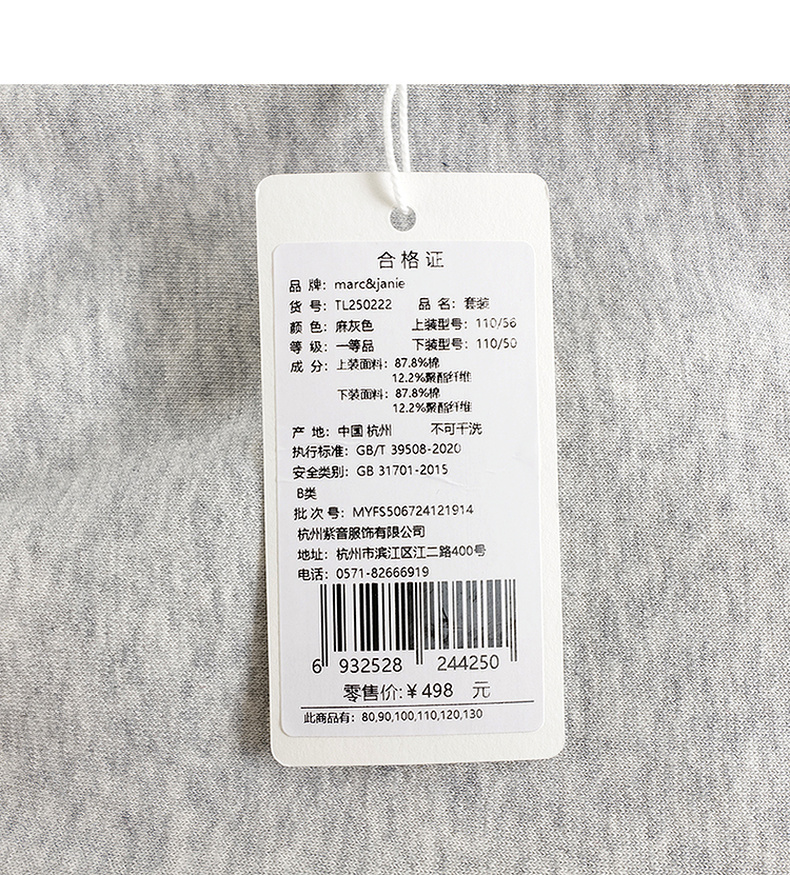 合格证
品 牌：marc&janie
货 号：TL250222 品 名：套装
颜 色：麻灰色 上装型号：110/56
等 级：一等品 下装型号：110/50
成 分：上装面料：87.8%棉
12.2%聚酯纤维
下装面料：87.8%棉
12.2%聚酯纤维
产 地：中国 杭州 不可干洗
执行标准：GB/T 39508-2020
安全类别：GB 31701-2015
B类
批 次 号：MYFS506724121914
杭州紫音服饰有限公司
地址：杭州市滨江区江二路400号
电话：0571-82666919
6 932528 244250
零售价:￥498 元
此商品有：80,90,100,110,120,130